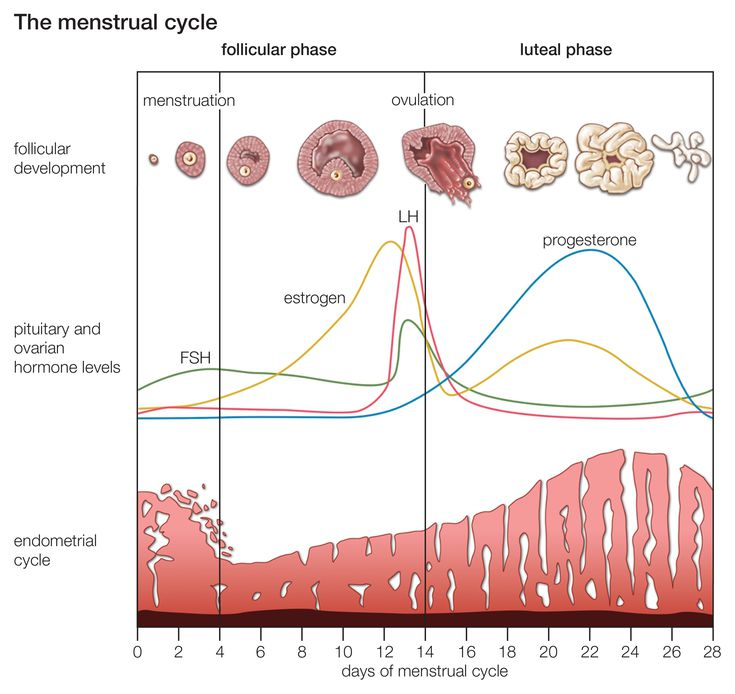 The menstrual cycle
follicular phase
luteal phase
menstruation
ovulation
follicular
development
LH
progesterone
estrogen
pituitary and
ovarian
hormone levels
FSH
endometrial
cycle
0 2 4 6 8 10 12 14 16 18 20 22 24 26 28
days of menstrual cycle